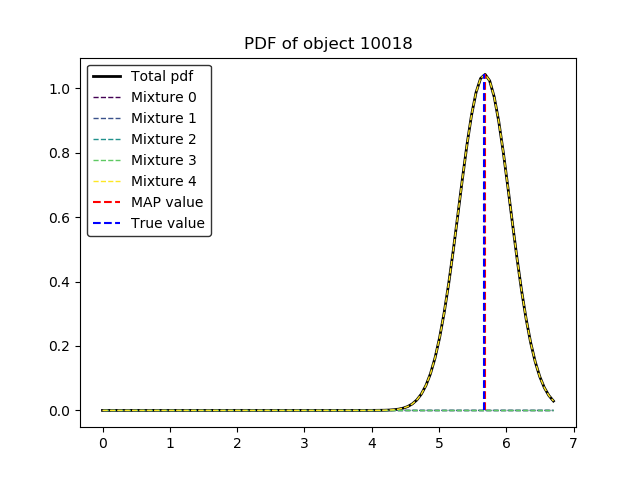 PDF of object 10018
Total pdf
Mixture 0
Mixture 1
Mixture 2
Mixture 3
Mixture 4
MAP value
True value
1.0
0.8
0.6
0.4
0.2
0.0
0 1 2 3 4 5 6 7